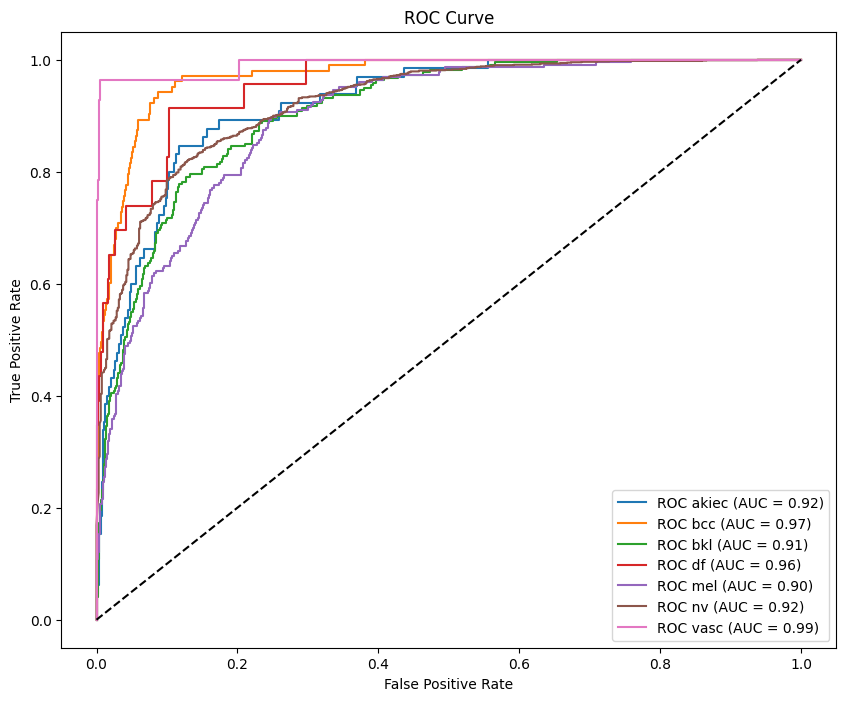 ROC Curve
True Positive Rate
1.0
0.8
0.6
0.4
0.2
0.0
0.0
0.2
0.4
0.6
0.8
1.0
False Positive Rate
ROC akiec (AUC = 0.92)
ROC bcc (AUC = 0.97)
ROC bkl (AUC = 0.91)
ROC df (AUC = 0.96)
ROC mel (AUC = 0.90)
ROC nv (AUC = 0.92)
ROC vasc (AUC = 0.99)